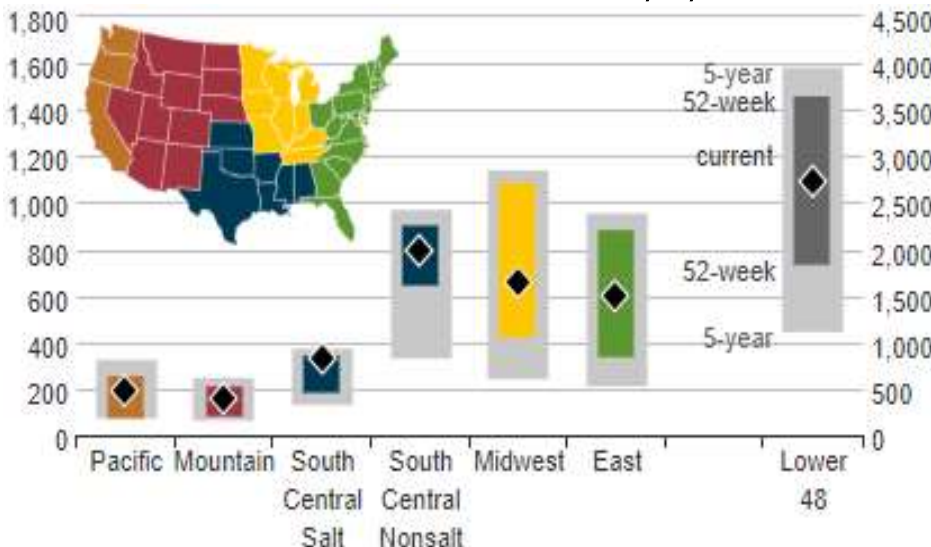 1,800
1,600
1,400
1,200
1,000
800
600
400
200
0
4,500
4,000
3,500
3,000
2,500
2,000
1,500
1,000
500
0
5-year
52-week
current
52-week
5-year
Pacific
Mountain
South
Central
Salt
South
Central
Nonsalt
Midwest
East
Lower
48